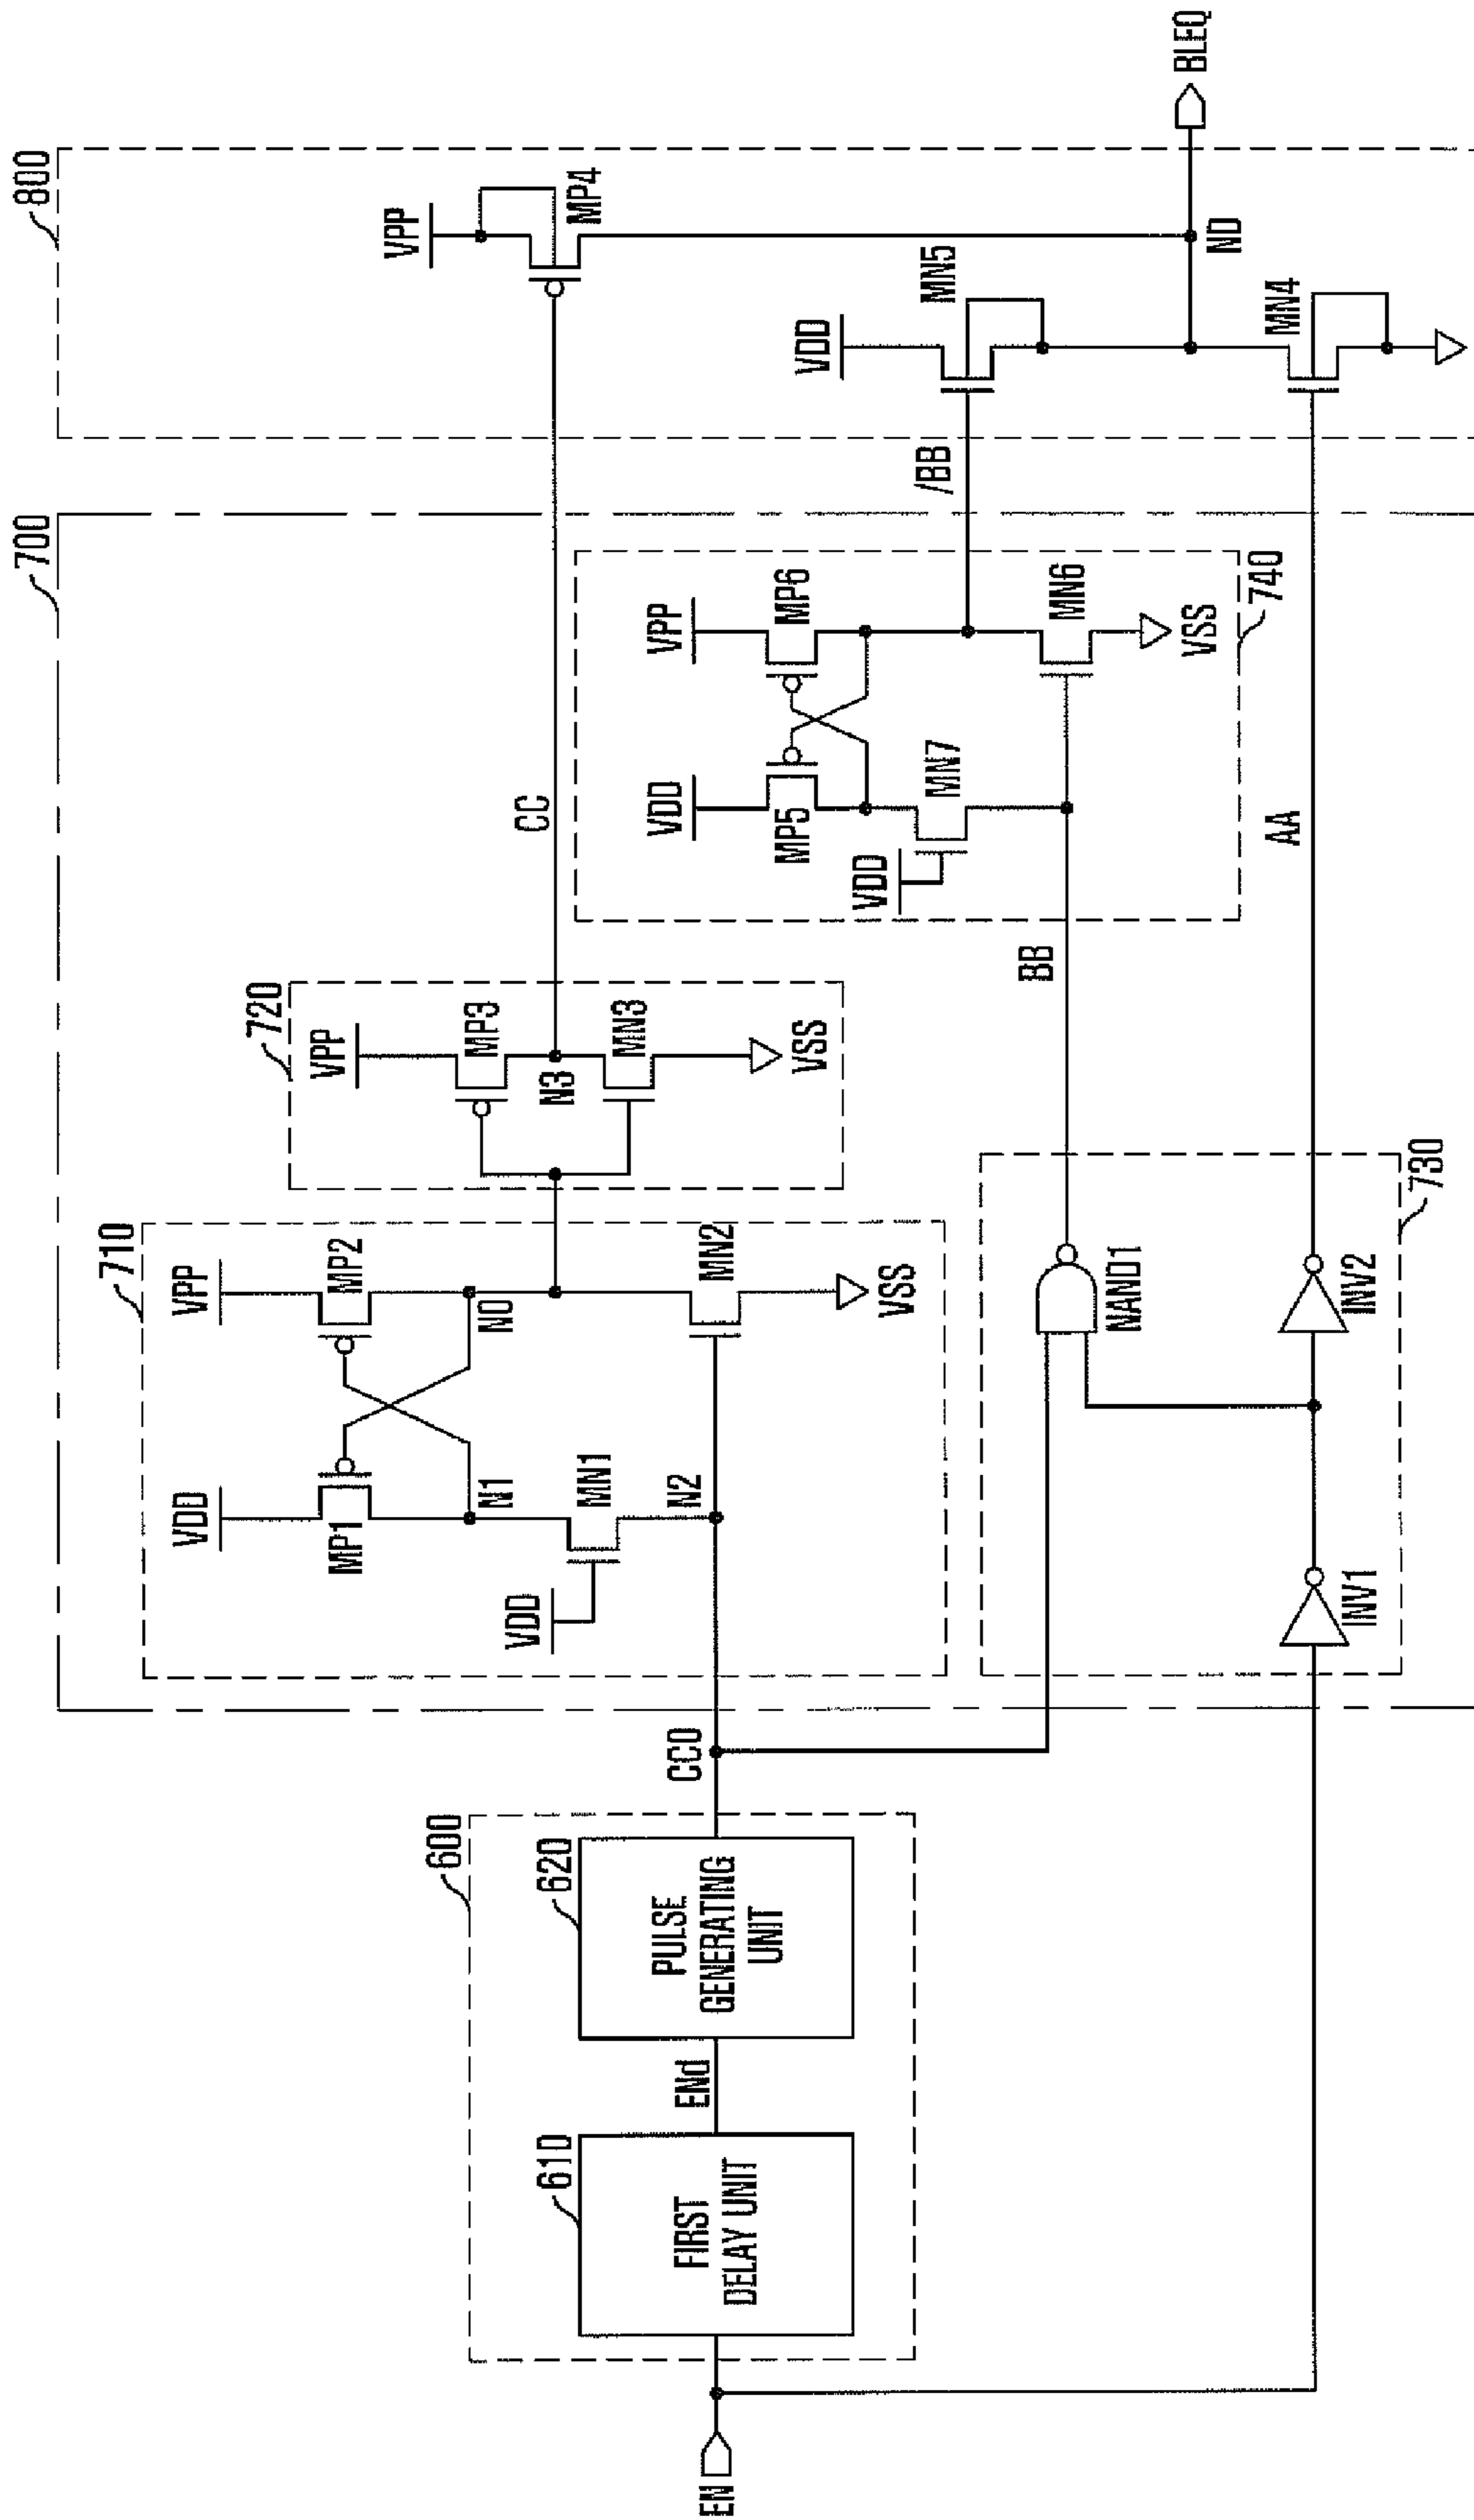 700
800
710
VPP
VDD
MP2
MP1
N0
N1
VDD
MN1
N2
MN2
VSS
720
VPP
MP3
N3
MN3
VSS
CC
VPP
MP4
VDD
MN5
ND
BLEQ
MN4
VPP
VDD
MP6
MP5
VDD
MN7
MN6
VSS
740
/BB
BB
AA
600
610
FIRST
DELAY UNIT
ENd
620
PULSE
GENERATING
UNIT
CC0
EN
NAND1
INV1
INV2
730